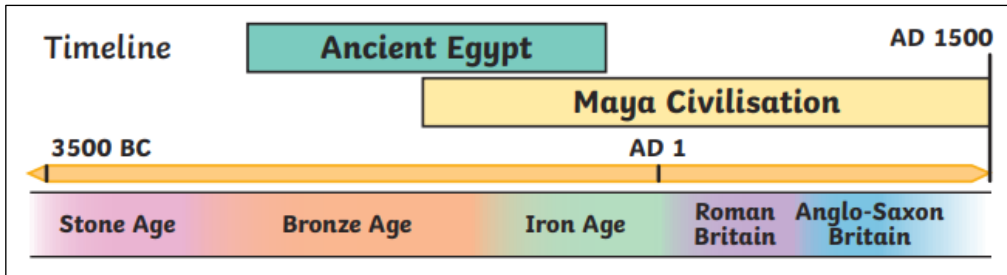 Timeline
Ancient Egypt
AD 1500
Maya Civilisation
3500 BC
AD 1
Stone Age
Bronze Age
Iron Age
Roman
Britain
Anglo-Saxon
Britain